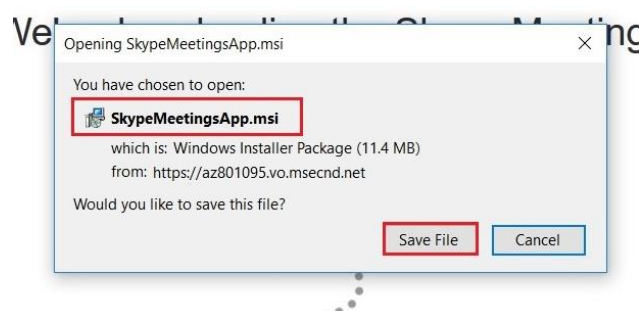 Opening SkypeMeetingsApp.msi
You have chosen to open:
SkypeMeetingsApp.msi
which is: Windows Installer Package (11.4 MB)
from: https://az801095.vo.msecnd.net
Would you like to save this file?
Save File
Cancel